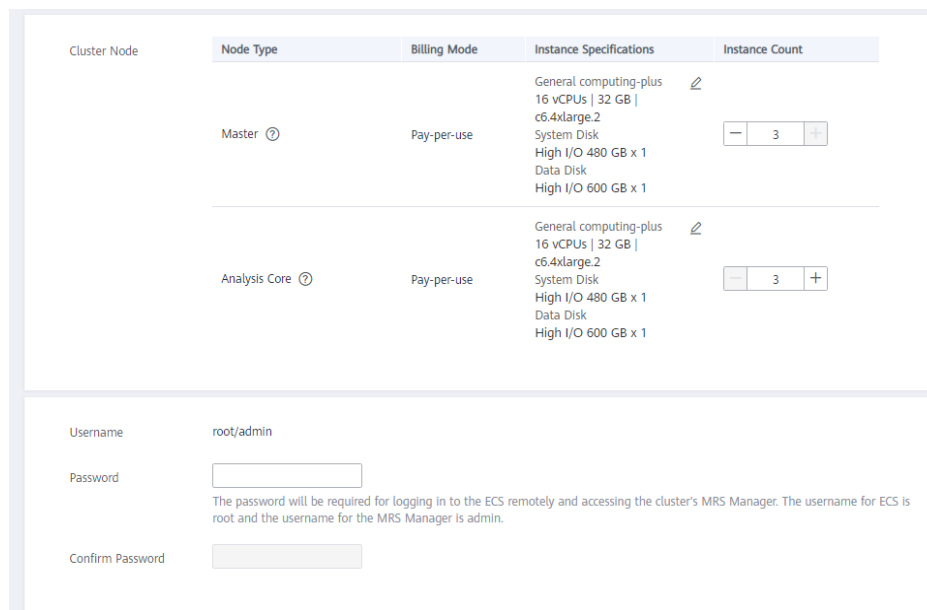 Cluster Node
Node Type Billing Mode Instance Specifications Instance Count
Master ? Pay-per-use
General computing-plus
16 vCPUs | 32 GB |
c6.4xlarge.2
System Disk
High I/O 480 GB x 1
Data Disk
High I/O 600 GB x 1
— 3 +
Analysis Core ? Pay-per-use
General computing-plus
16 vCPUs | 32 GB |
c6.4xlarge.2
System Disk
High I/O 480 GB x 1
Data Disk
High I/O 600 GB x 1
— 3 +
Username root/admin
Password
The password will be required for logging in to the ECS remotely and accessing the cluster's MRS Manager. The username for ECS is
root and the username for the MRS Manager is admin.
Confirm Password